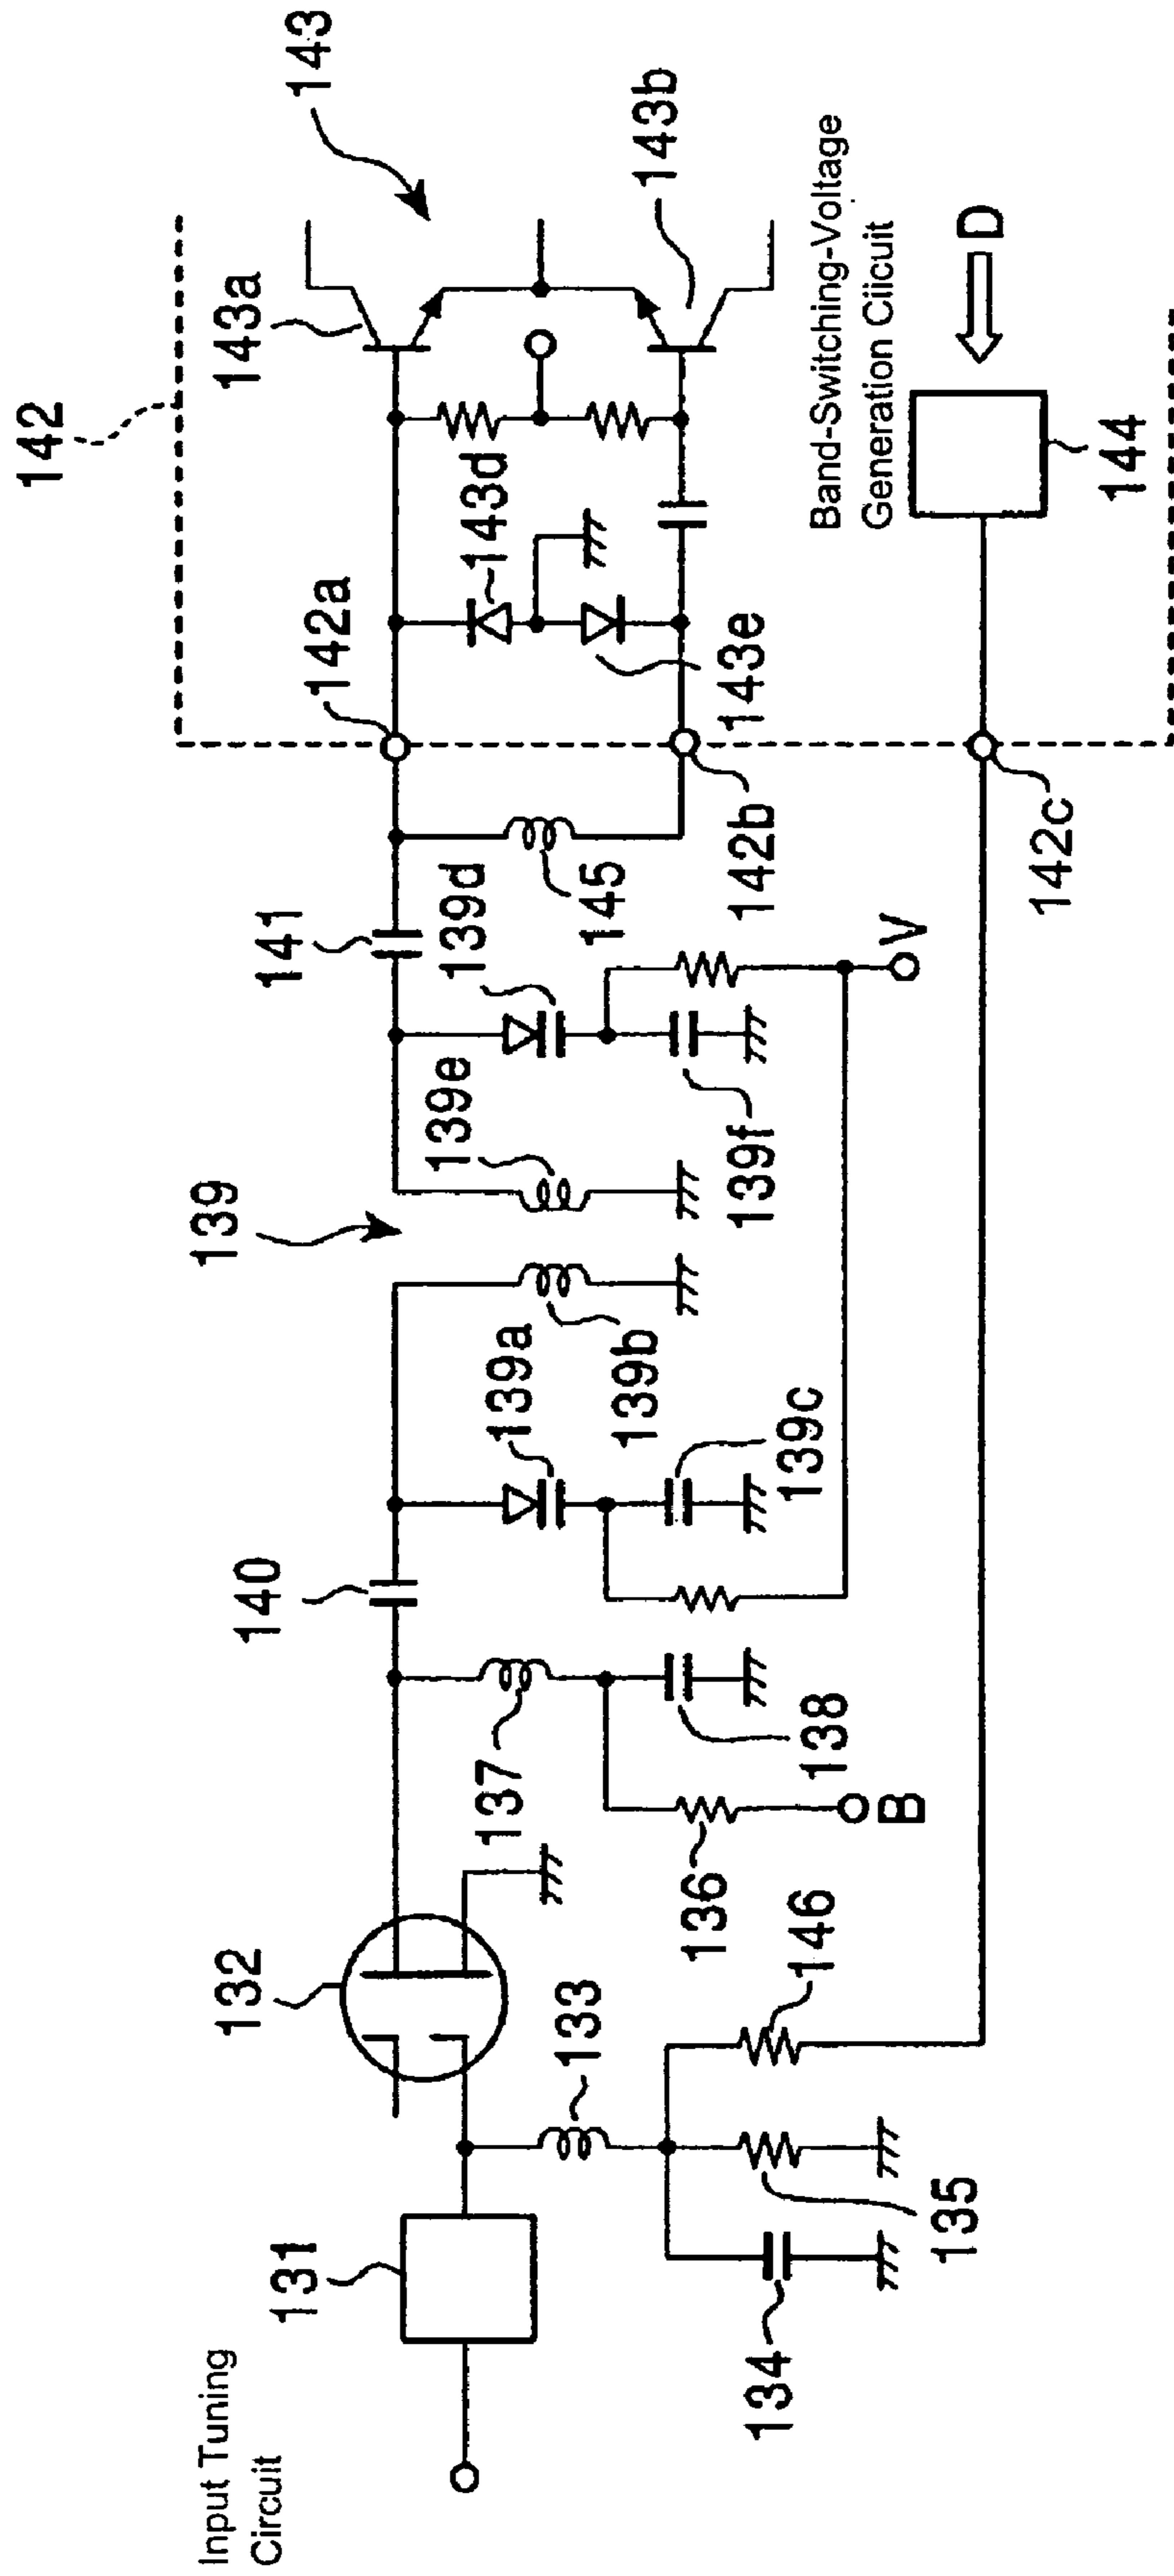 Input Tuning
Circuit
131
132
133
134
135
146
136
B
137
138
140
139
139a
139b
139c
139e
139d
139f
V
141
145
142
142a
142b
142c
143
143a
143b
143d
143e
Band-Switching-Voltage
Generation Ciicuit
D
144